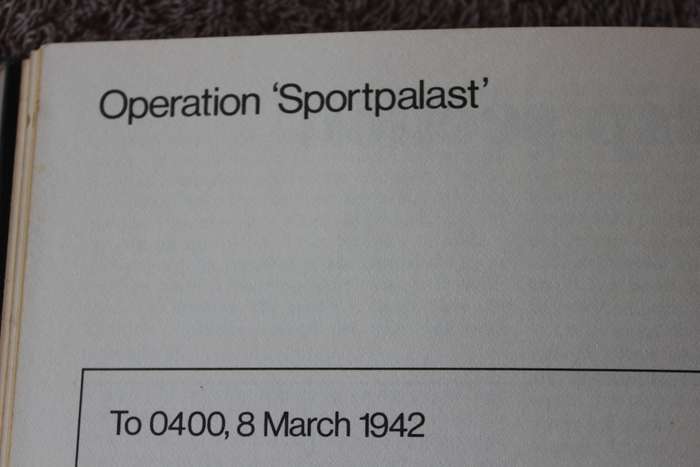 Operation ‘Sportpalast’
To 0400, 8 March 1942